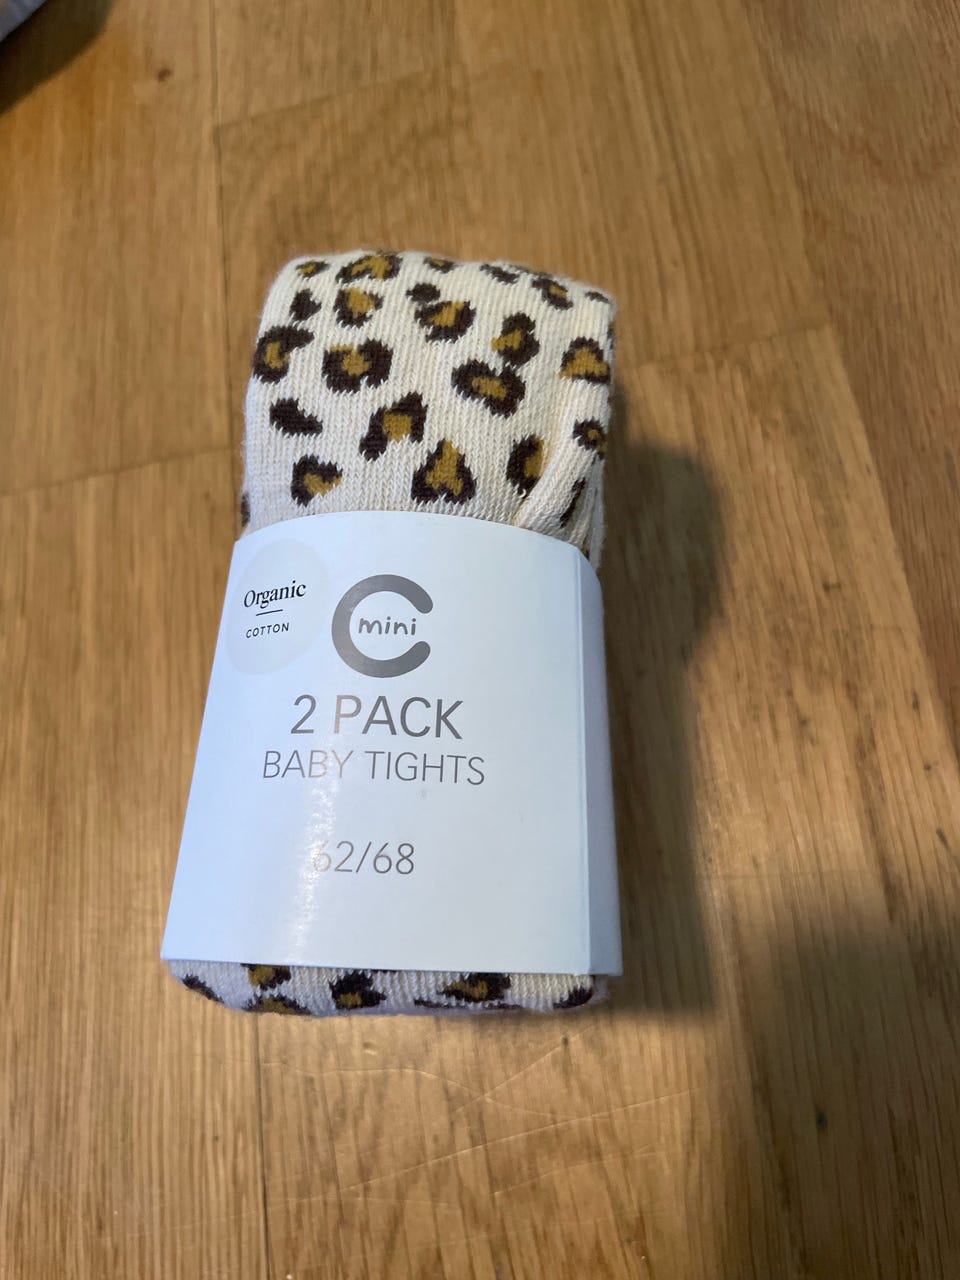 Organic
COTTON
mini
2 PACK
BABY TIGHTS
62/68